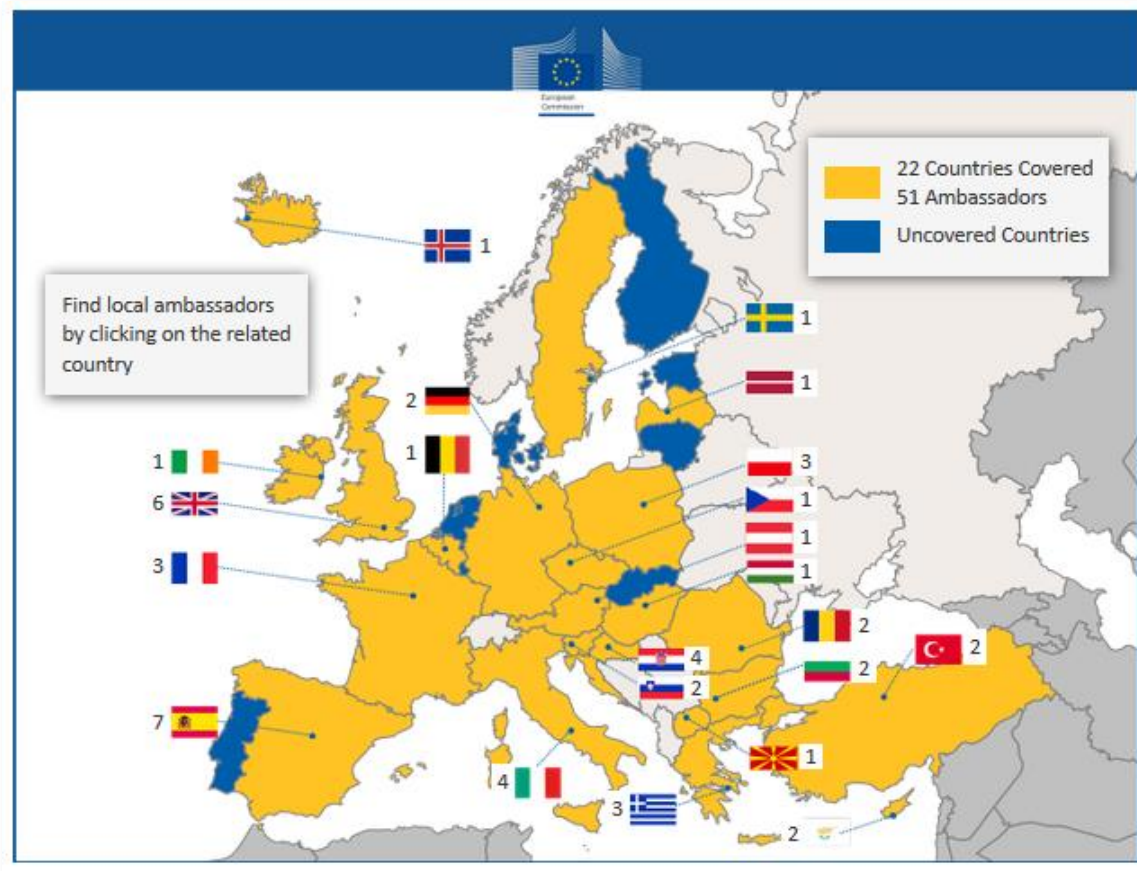 European
Commission
22 Countries Covered
51 Ambassadors
Uncovered Countries
Find local ambassadors
by clicking on the related
country
1
1
1
2
1
1
6
3
3
1
1
1
2
2
2
4
2
7
1
4
3
2